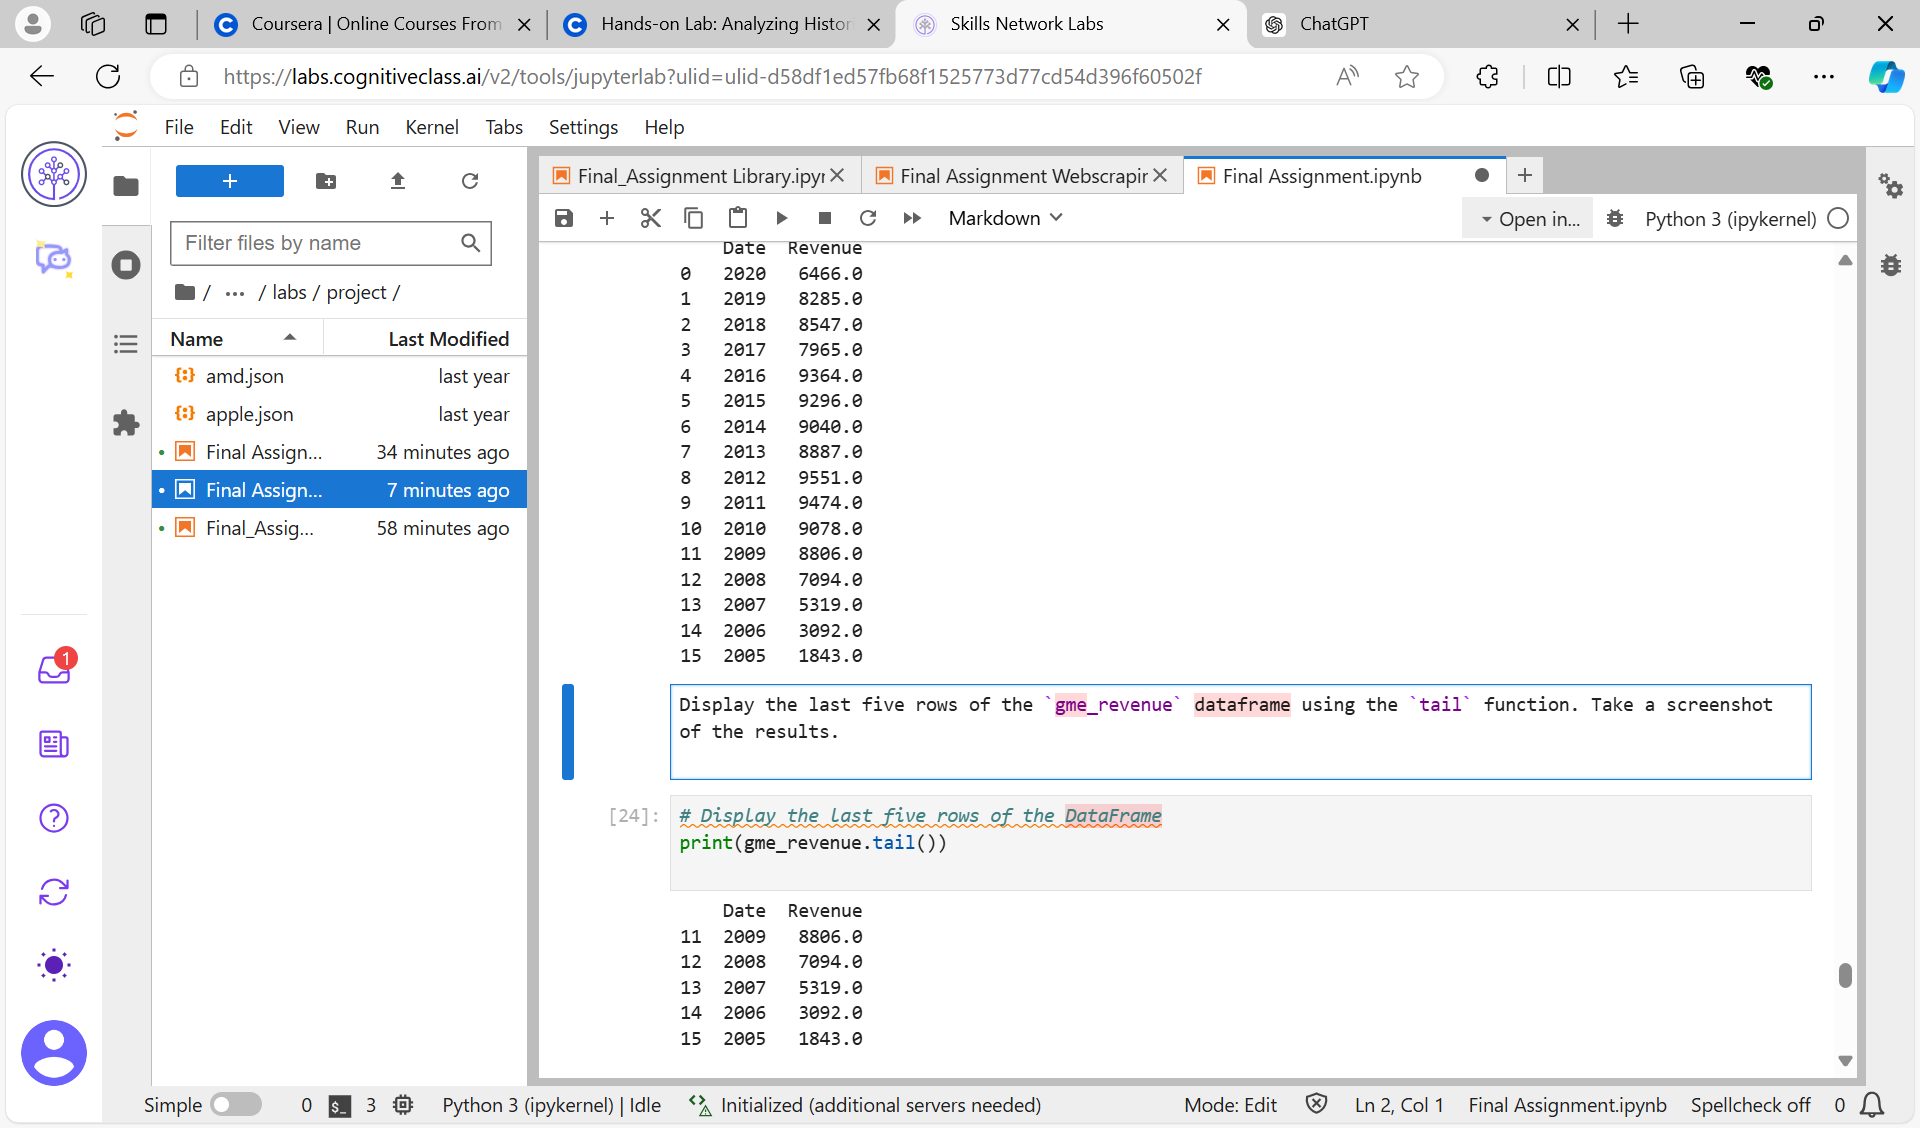 Coursera | Online Courses From
Hands-on Lab: Analyzing Histori
Skills Network Labs
ChatGPT
https://labs.cognitiveclass.ai/v2/tools/jupyterlab?ulid=ulid-d58df1ed57fb68f1525773d77cd54d396f60502f
File Edit View Run Kernel Tabs Settings Help
Final_Assignment Library.ipyn
Final Assignment Webscrapin
Final Assignment.ipynb
Markdown
Open in...
Python 3 (ipykernel)
Filter files by name
/ ... / labs / project /
Name Last Modified
amd.json last year
apple.json last year
Final Assign... 34 minutes ago
Final Assign... 7 minutes ago
Final_Assig... 58 minutes ago
Date Revenue
0 2020 6466.0
1 2019 8285.0
2 2018 8547.0
3 2017 7965.0
4 2016 9364.0
5 2015 9296.0
6 2014 9040.0
7 2013 8887.0
8 2012 9551.0
9 2011 9474.0
10 2010 9078.0
11 2009 8806.0
12 2008 7094.0
13 2007 5319.0
14 2006 3092.0
15 2005 1843.0
Display the last five rows of the `gme_revenue` dataframe using the `tail` function. Take a screenshot
of the results.
[24]:
# Display the last five rows of the DataFrame
print(gme_revenue.tail())
Date Revenue
11 2009 8806.0
12 2008 7094.0
13 2007 5319.0
14 2006 3092.0
15 2005 1843.0
1
Simple 0 $_ 3 Python 3 (ipykernel) | Idle Initialized (additional servers needed) Mode: Edit Ln 2, Col 1 Final Assignment.ipynb Spellcheck off 0